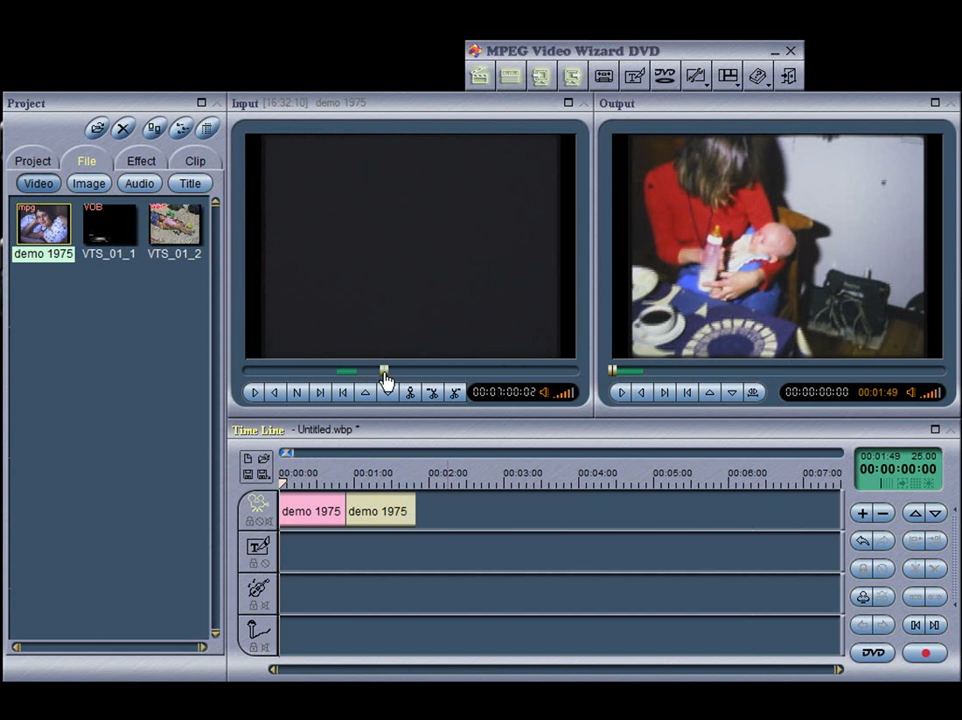 MPEG Video Wizard DVD
Project
Input [16:32:10] demo 1975
Output
Project File Effect Clip
Video Image Audio Title
mpg VOB VOB
demo 1975 VTS_01_1 VTS_01_2
00:07:00:02
00:00:00:00 00:01:49
Time Line - Untitled.wbp *
00:00:00 00:01:00 00:02:00 00:03:00 00:04:00 00:05:00 00:06:00 00:07:00
00:01:49 25.00
00:00:00:00
demo 1975 demo 1975
DVD